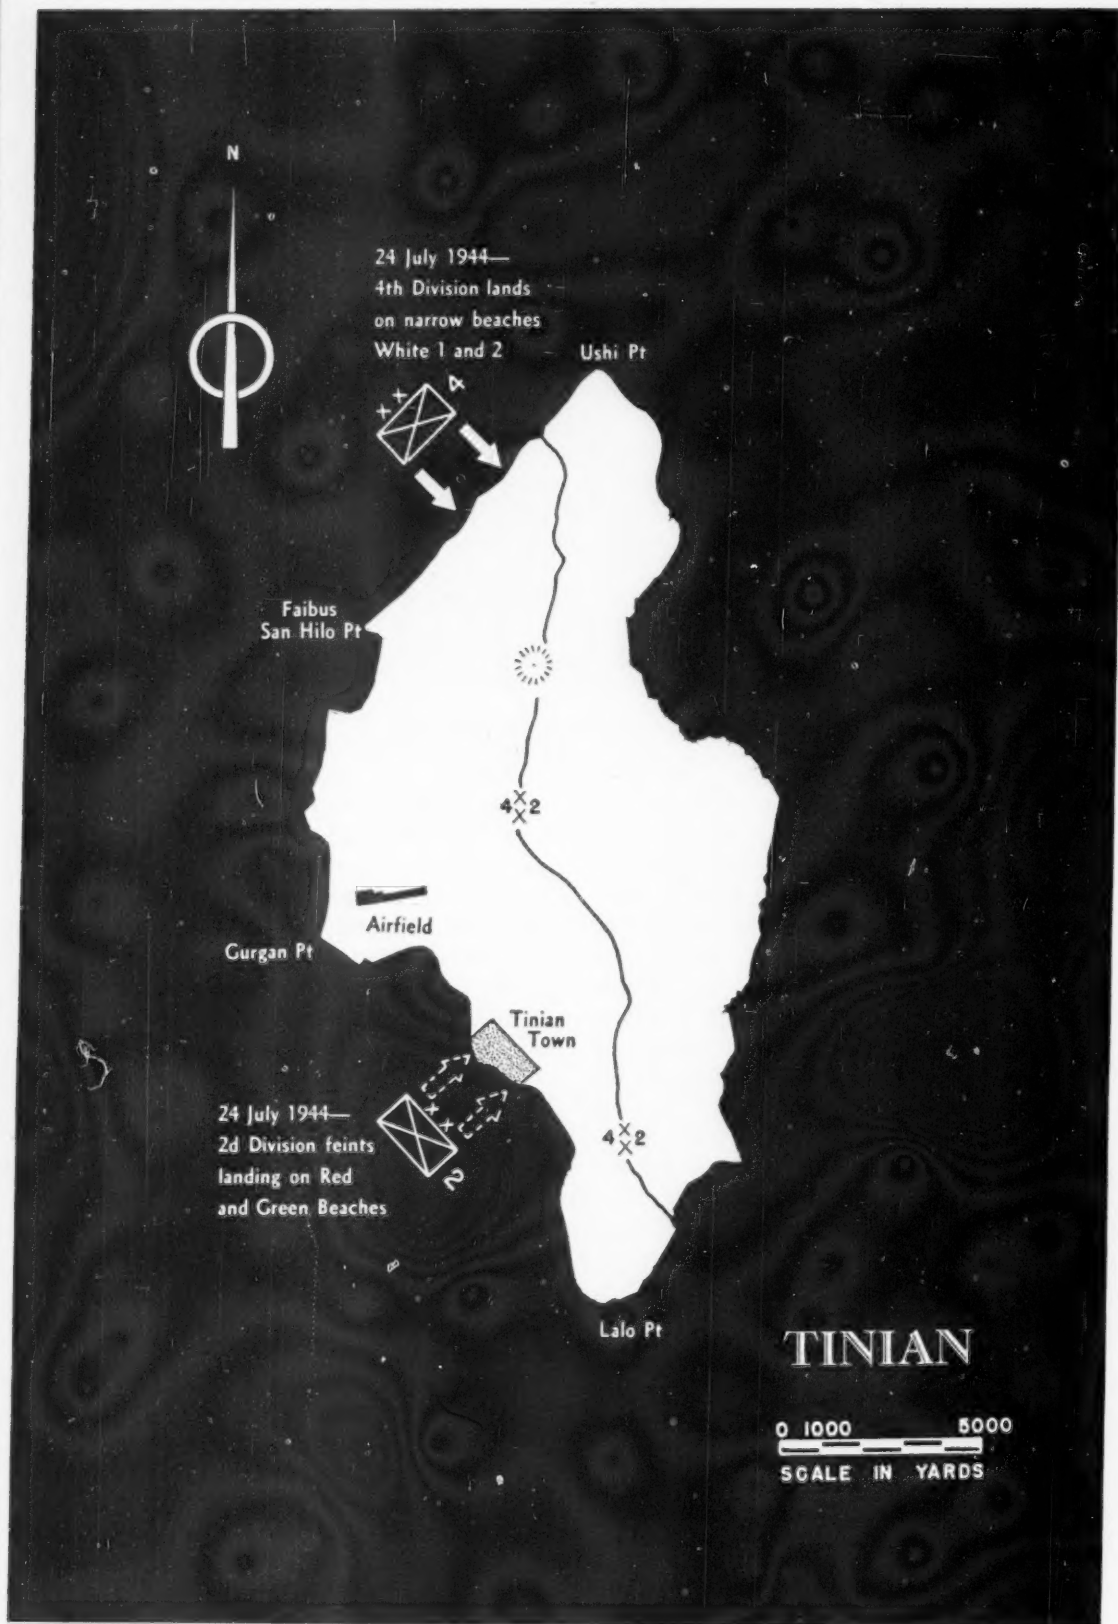 N
24 July 1944—
4th Division lands
on narrow beaches
White 1 and 2
Ushi Pt
4
Faibus
San Hilo Pt
4 2
Airfield
Gurgan Pt
Tinian
Town
24 July 1944—
2d Division feints
landing on Red
and Green Beaches
2
4 2
Lalo Pt
TINIAN
0 1000 5000
SCALE IN YARDS